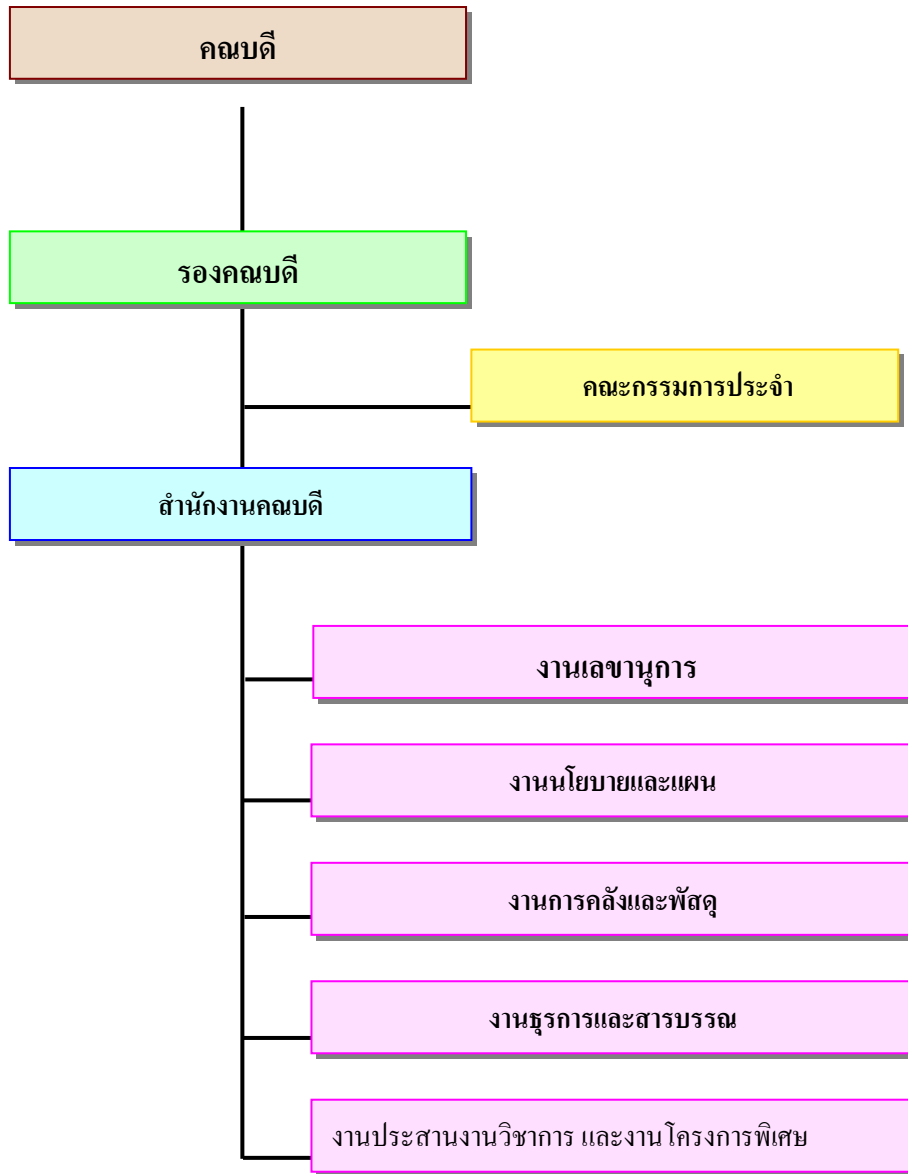 คณบดี
รองคณบดี
คณะกรรมการประจำ
สำนักงานคณบดี
งานเลขานุการ
งานนโยบายและแผน
งานการคลังและพัสดุ
งานธุรการและสารบรรณ
งานประสานงานวิชาการ และงานโครงการพิเศษ